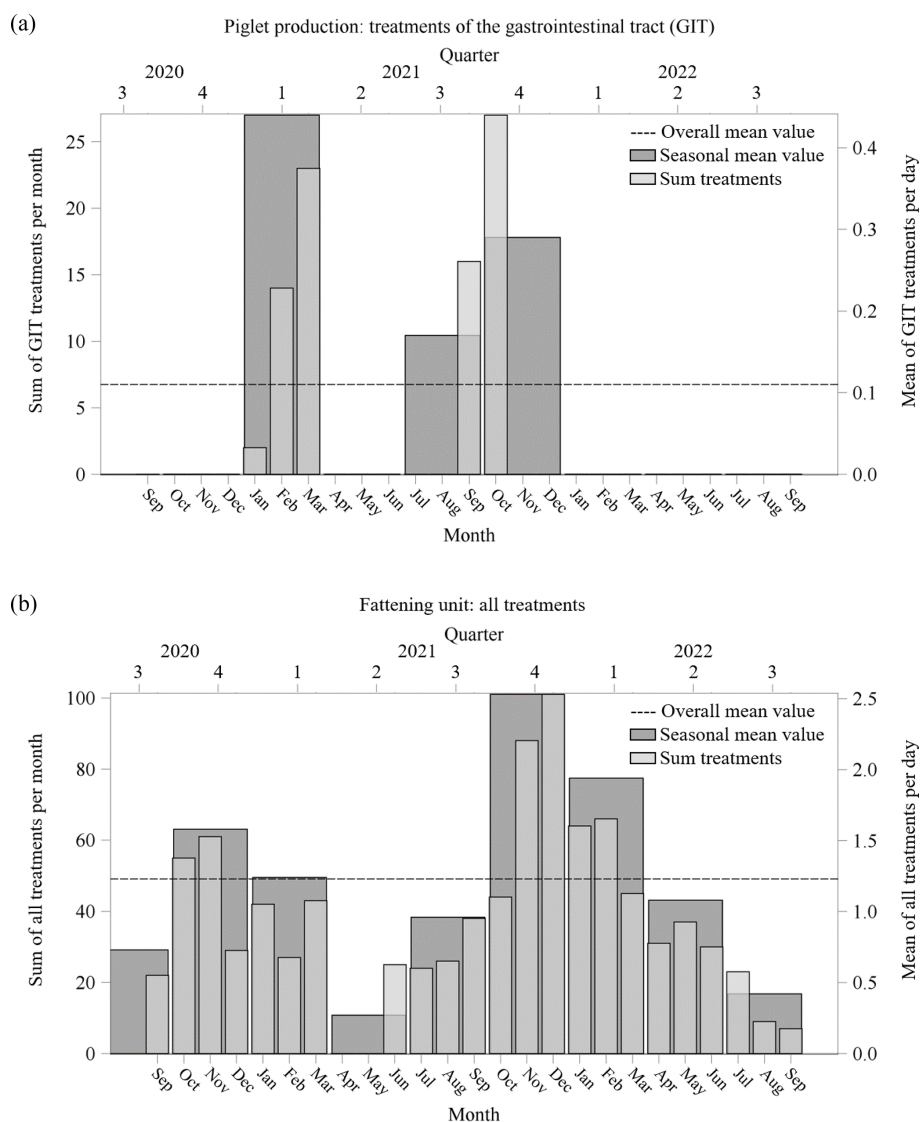 (a)
Piglet production: treatments of the gastrointestinal tract (GIT)
Quarter
2020 2021 2022
3 4 1 2 3 4 1 2 3
Sum of GIT treatments per month
25
20
15
10
5
0
Overall mean value
Seasonal mean value
Sum treatments
0.4
0.3
0.2
0.1
0.0
Mean of GIT treatments per day
Sep Oct Nov Dec Jan Feb Mar Apr May Jun Jul Aug Sep Oct Nov Dec Jan Feb Mar Apr May Jun Jul Aug Sep
Month
(b)
Fattening unit: all treatments
Quarter
2020 2021 2022
3 4 1 2 3 4 1 2 3
Sum of all treatments per month
100
80
60
40
20
0
Overall mean value
Seasonal mean value
Sum treatments
2.5
2.0
1.5
1.0
0.5
0.0
Mean of all treatments per day
Sep Oct Nov Dec Jan Feb Mar Apr May Jun Jul Aug Sep Oct Nov Dec Jan Feb Mar Apr May Jun Jul Aug Sep
Month